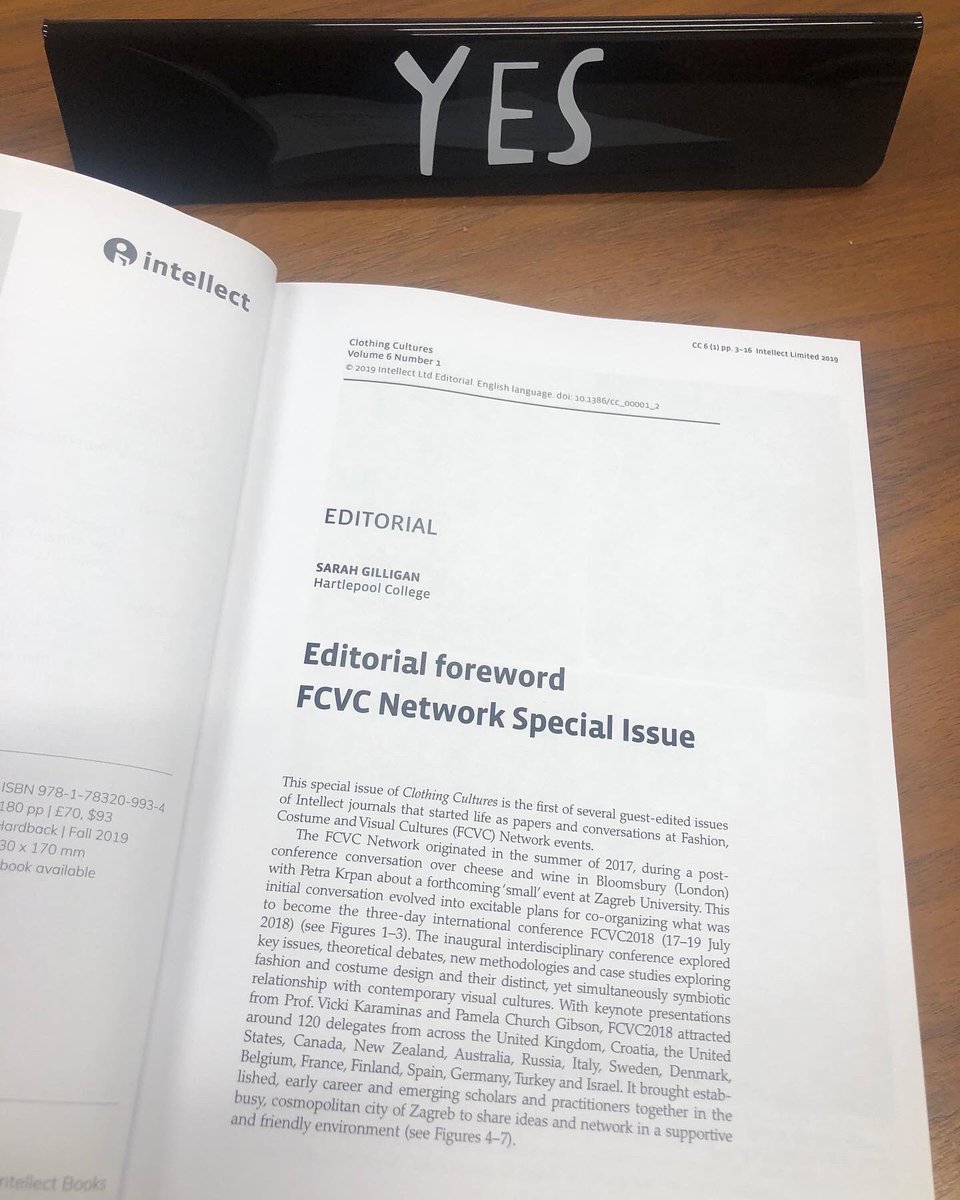 YES
intellect
ISBN 978-1-78320-993-4
180 pp | £70, $93
Hardback | Fall 2019
30 x 170 mm
book available
ntellect Books
Clothing Cultures
Volume 6 Number 1
© 2019 Intellect Ltd Editorial. English language. doi: 10.1386/cc_00001_2
CC 6 (1) pp. 3–16 Intellect Limited 2019
EDITORIAL
SARAH GILLIGAN
Hartlepool College
Editorial foreword
FCVC Network Special Issue
This special issue of Clothing Cultures is the first of several guest-edited issues
of Intellect journals that started life as papers and conversations at Fashion,
Costume and Visual Cultures (FCVC) Network events.
The FCVC Network originated in the summer of 2017, during a post-
conference conversation over cheese and wine in Bloomsbury (London)
with Petra Krpan about a forthcoming ‘small’ event at Zagreb University. This
initial conversation evolved into excitable plans for co-organizing what was
to become the three-day international conference FCVC2018 (17–19 July
2018) (see Figures 1–3). The inaugural interdisciplinary conference explored
key issues, theoretical debates, new methodologies and case studies exploring
fashion and costume design and their distinct, yet simultaneously symbiotic
relationship with contemporary visual cultures. With keynote presentations
from Prof. Vicki Karaminas and Pamela Church Gibson, FCVC2018 attracted
around 120 delegates from across the United Kingdom, Croatia, the United
States, Canada, New Zealand, Australia, Russia, Italy, Sweden, Denmark,
Belgium, France, Finland, Spain, Germany, Turkey and Israel. It brought estab-
lished, early career and emerging scholars and practitioners together in the
busy, cosmopolitan city of Zagreb to share ideas and network in a supportive
and friendly environment (see Figures 4–7).